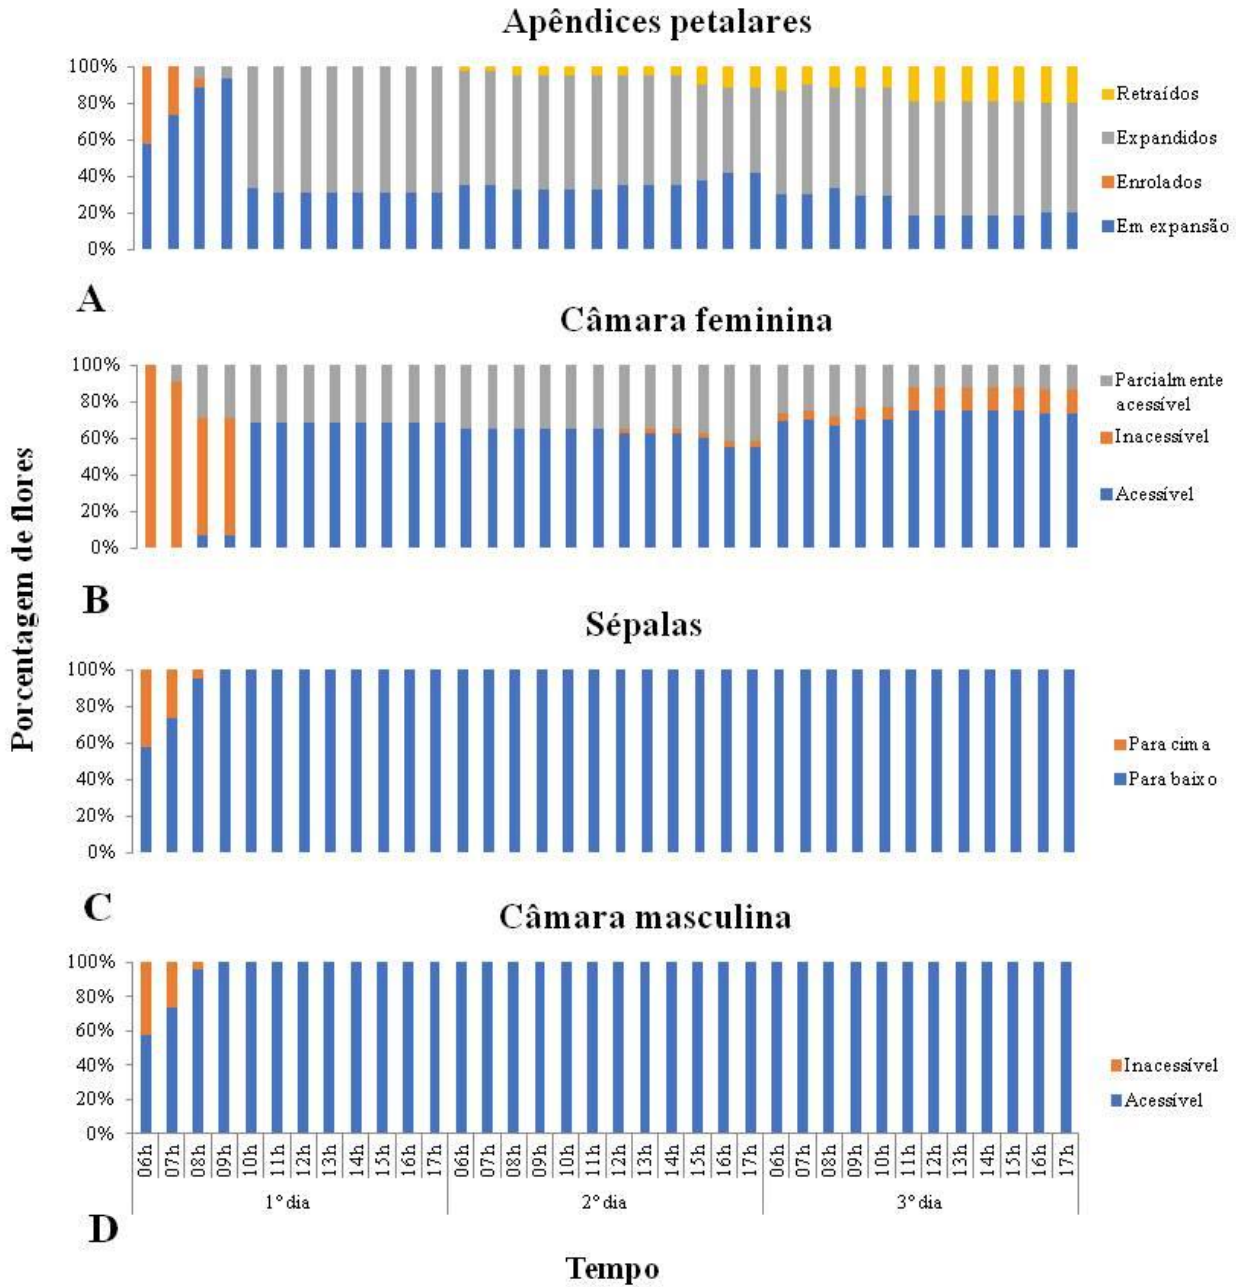 Apêndices petalares
100%
80%
60%
40%
20%
0%
Retraídos
Expandidos
Enrolados
Em expansão
A
Câmara feminina
100%
80%
60%
40%
20%
0%
Parcialmente
acessível
Inacessível
Acessível
B
Sépalas
100%
80%
60%
40%
20%
0%
Para cima
Para baixo
C
Câmara masculina
100%
80%
60%
40%
20%
0%
Inacessível
Acessível
06h 07h 08h 09h 10h 11h 12h 13h 14h 15h 16h 17h 06h 07h 08h 09h 10h 11h 12h 13h 14h 15h 16h 17h 06h 07h 08h 09h 10h 11h 12h 13h 14h 15h 16h 17h
1º dia 2º dia 3º dia
D
Tempo
Porcentagem de flores